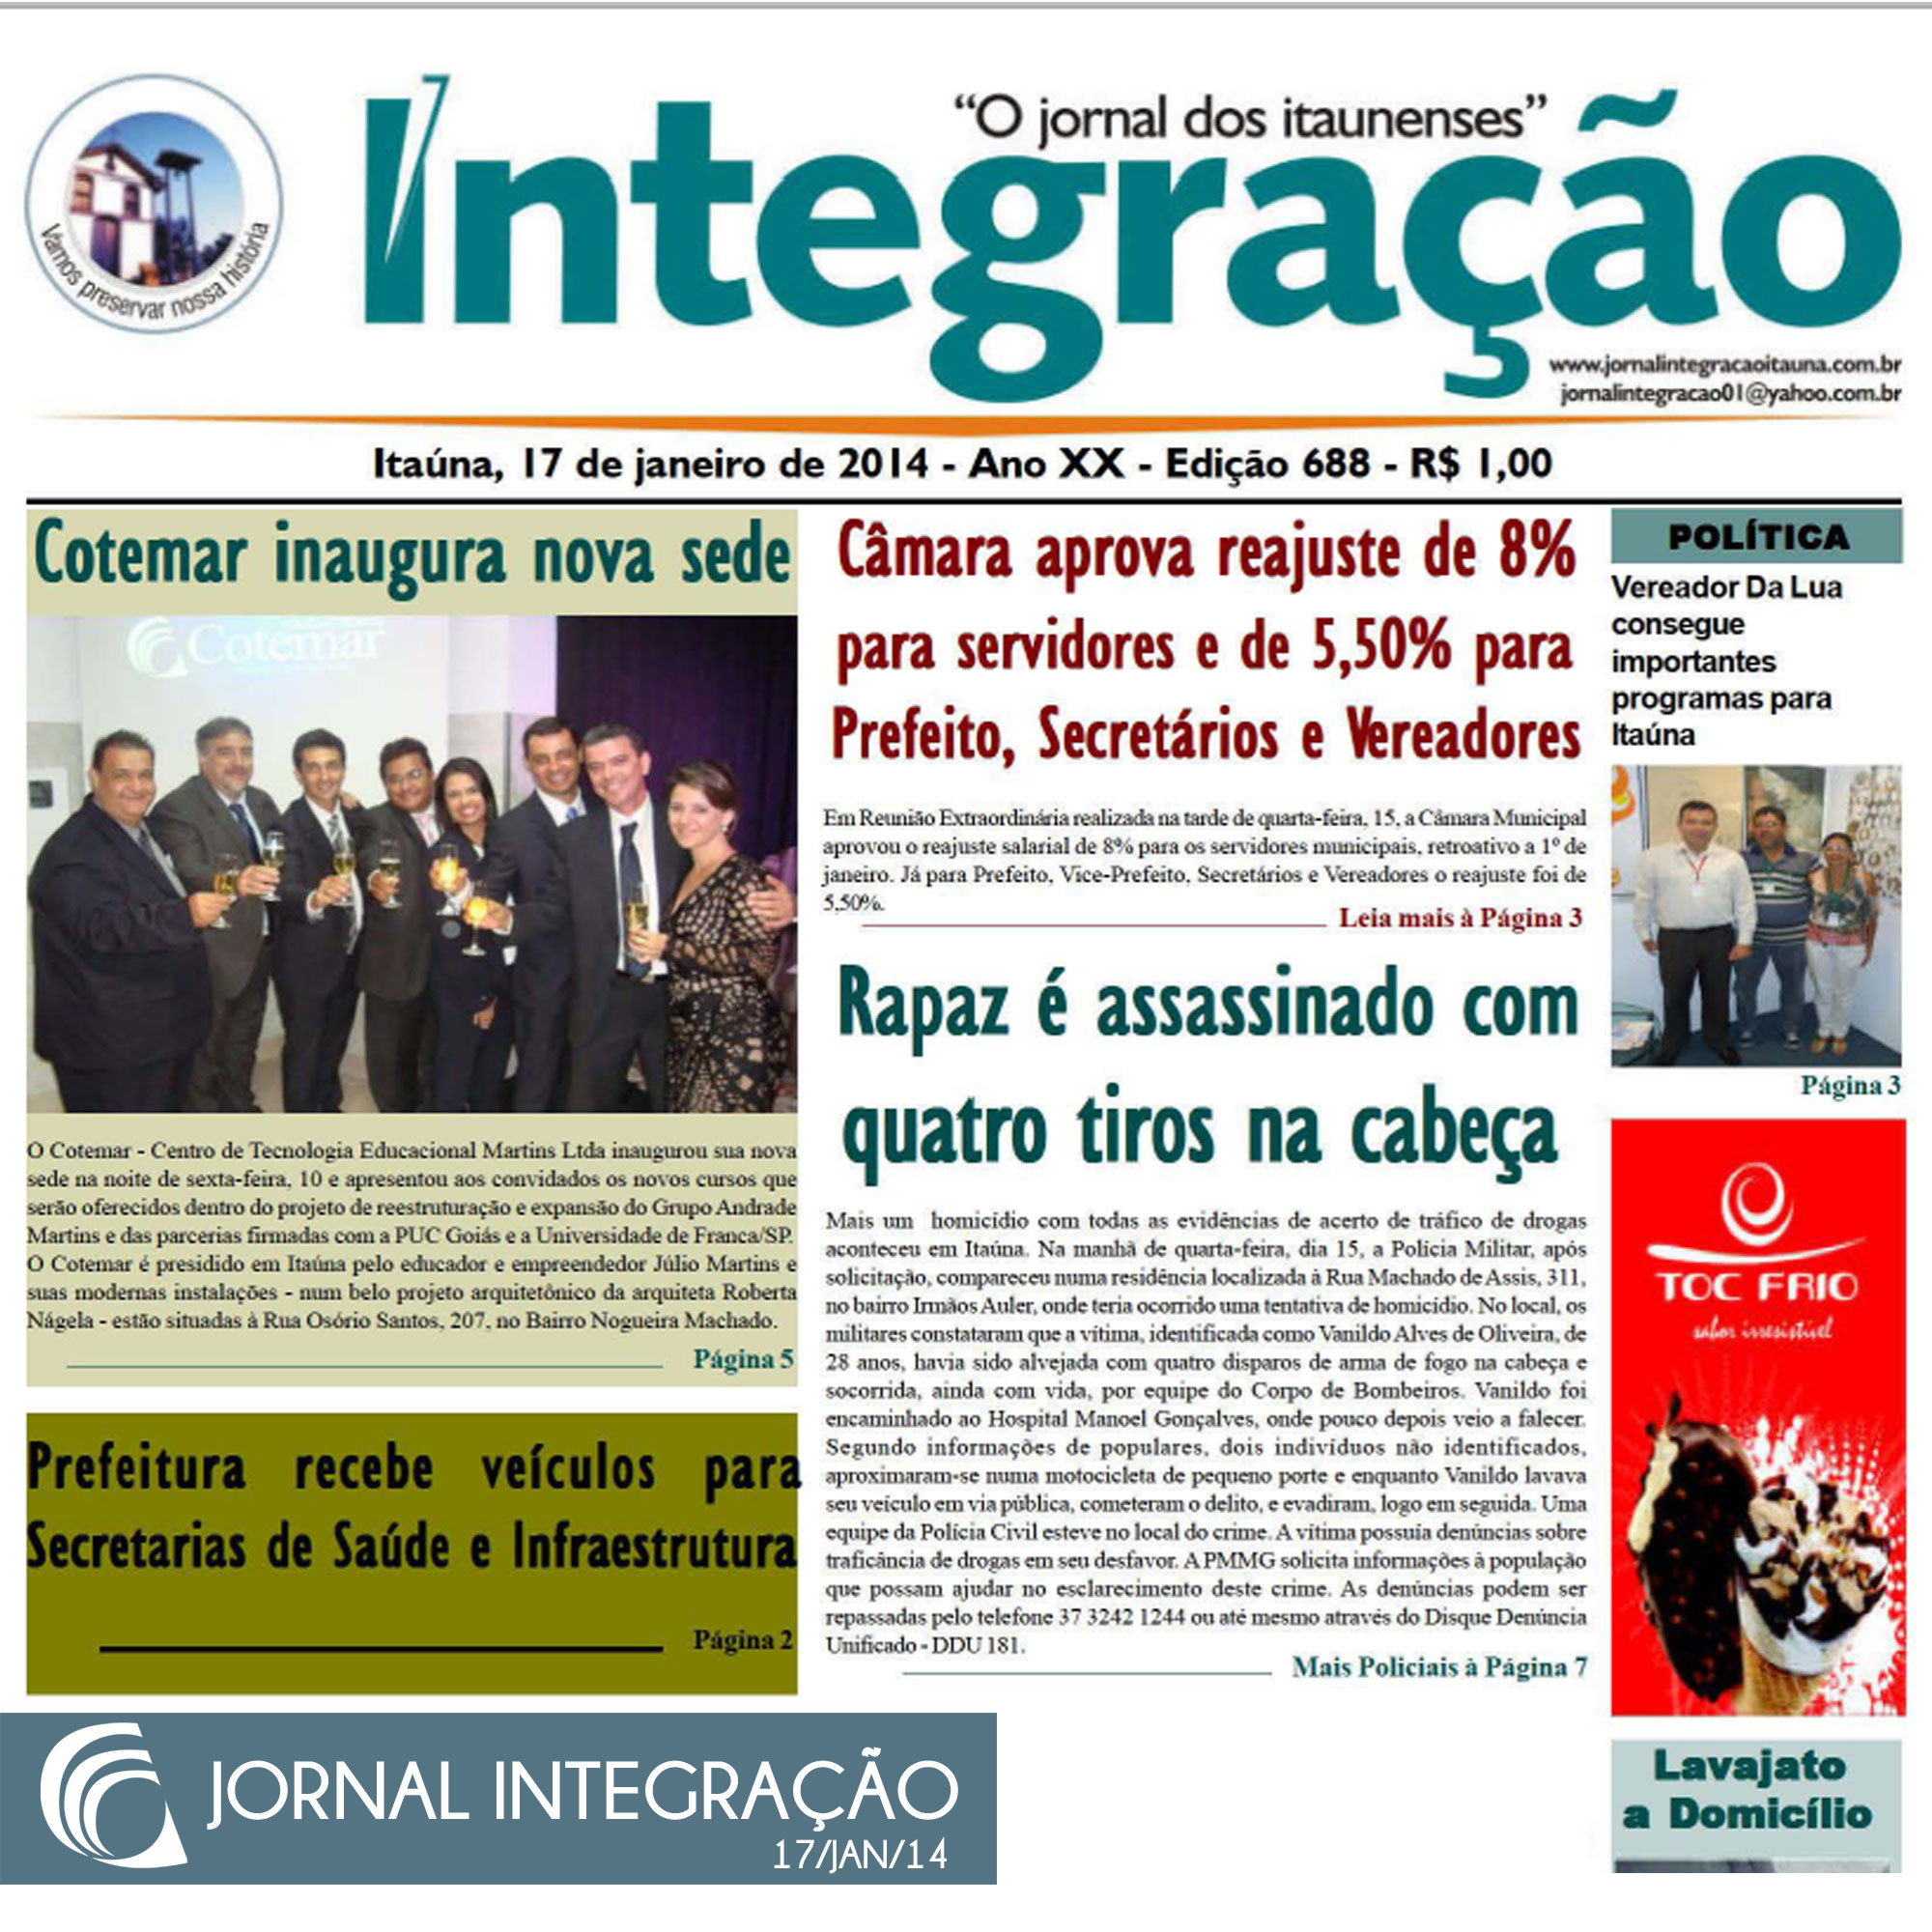 Vamos preservar nossa história
"O jornal dos itaunenses"
Integração
www.jornalintegracaoitauna.com.br
jornalintegracao01@yahoo.com.br
Itaúna, 17 de janeiro de 2014 - Ano XX - Edição 688 - R$ 1,00
Cotemar inaugura nova sede
Cotemar
O Cotemar - Centro de Tecnologia Educacional Martins Ltda inaugurou sua nova
sede na noite de sexta-feira, 10 e apresentou aos convidados os novos cursos que
serão oferecidos dentro do projeto de reestruturação e expansão do Grupo Andrade
Martins e das parcerias firmadas com a PUC Goiás e a Universidade de Franca/SP.
O Cotemar é presidido em Itaúna pelo educador e empreendedor Júlio Martins e
suas modernas instalações - num belo projeto arquitetônico da arquiteta Roberta
Nágela - estão situadas à Rua Osório Santos, 207, no Bairro Nogueira Machado.
Página 5
Prefeitura recebe veículos para
Secretarias de Saúde e Infraestrutura
Página 2
Câmara aprova reajuste de 8%
para servidores e de 5,50% para
Prefeito, Secretários e Vereadores
Em Reunião Extraordinária realizada na tarde de quarta-feira, 15, a Câmara Municipal
aprovou o reajuste salarial de 8% para os servidores municipais, retroativo a 1º de
janeiro. Já para Prefeito, Vice-Prefeito, Secretários e Vereadores o reajuste foi de
5,50%.
Leia mais à Página 3
Rapaz é assassinado com
quatro tiros na cabeça
Mais um homicídio com todas as evidências de acerto de tráfico de drogas
aconteceu em Itaúna. Na manhã de quarta-feira, dia 15, a Polícia Militar, após
solicitação, compareceu numa residência localizada à Rua Machado de Assis, 311,
no bairro Irmãos Auler, onde teria ocorrido uma tentativa de homicídio. No local, os
militares constataram que a vítima, identificada como Vanildo Alves de Oliveira, de
28 anos, havia sido alvejada com quatro disparos de arma de fogo na cabeça e
socorrida, ainda com vida, por equipe do Corpo de Bombeiros. Vanildo foi
encaminhado ao Hospital Manoel Gonçalves, onde pouco depois veio a falecer.
Segundo informações de populares, dois indivíduos não identificados,
aproximaram-se numa motocicleta de pequeno porte e enquanto Vanildo lavava
seu veículo em via pública, cometeram o delito, e evadiram, logo em seguida. Uma
equipe da Polícia Civil esteve no local do crime. A vítima possuía denúncias sobre
traficância de drogas em seu desfavor. A PMMG solicita informações à população
que possam ajudar no esclarecimento deste crime. As denúncias podem ser
repassadas pelo telefone 37 3242 1244 ou até mesmo através do Disque Denúncia
Unificado - DDU 181.
Mais Policiais à Página 7
POLÍTICA
Vereador Da Lua
consegue
importantes
programas para
Itaúna
Página 3
TOC FRIO
sabor irresistível
Lavajato
a Domicílio
JORNAL INTEGRAÇÃO
17/JAN/14